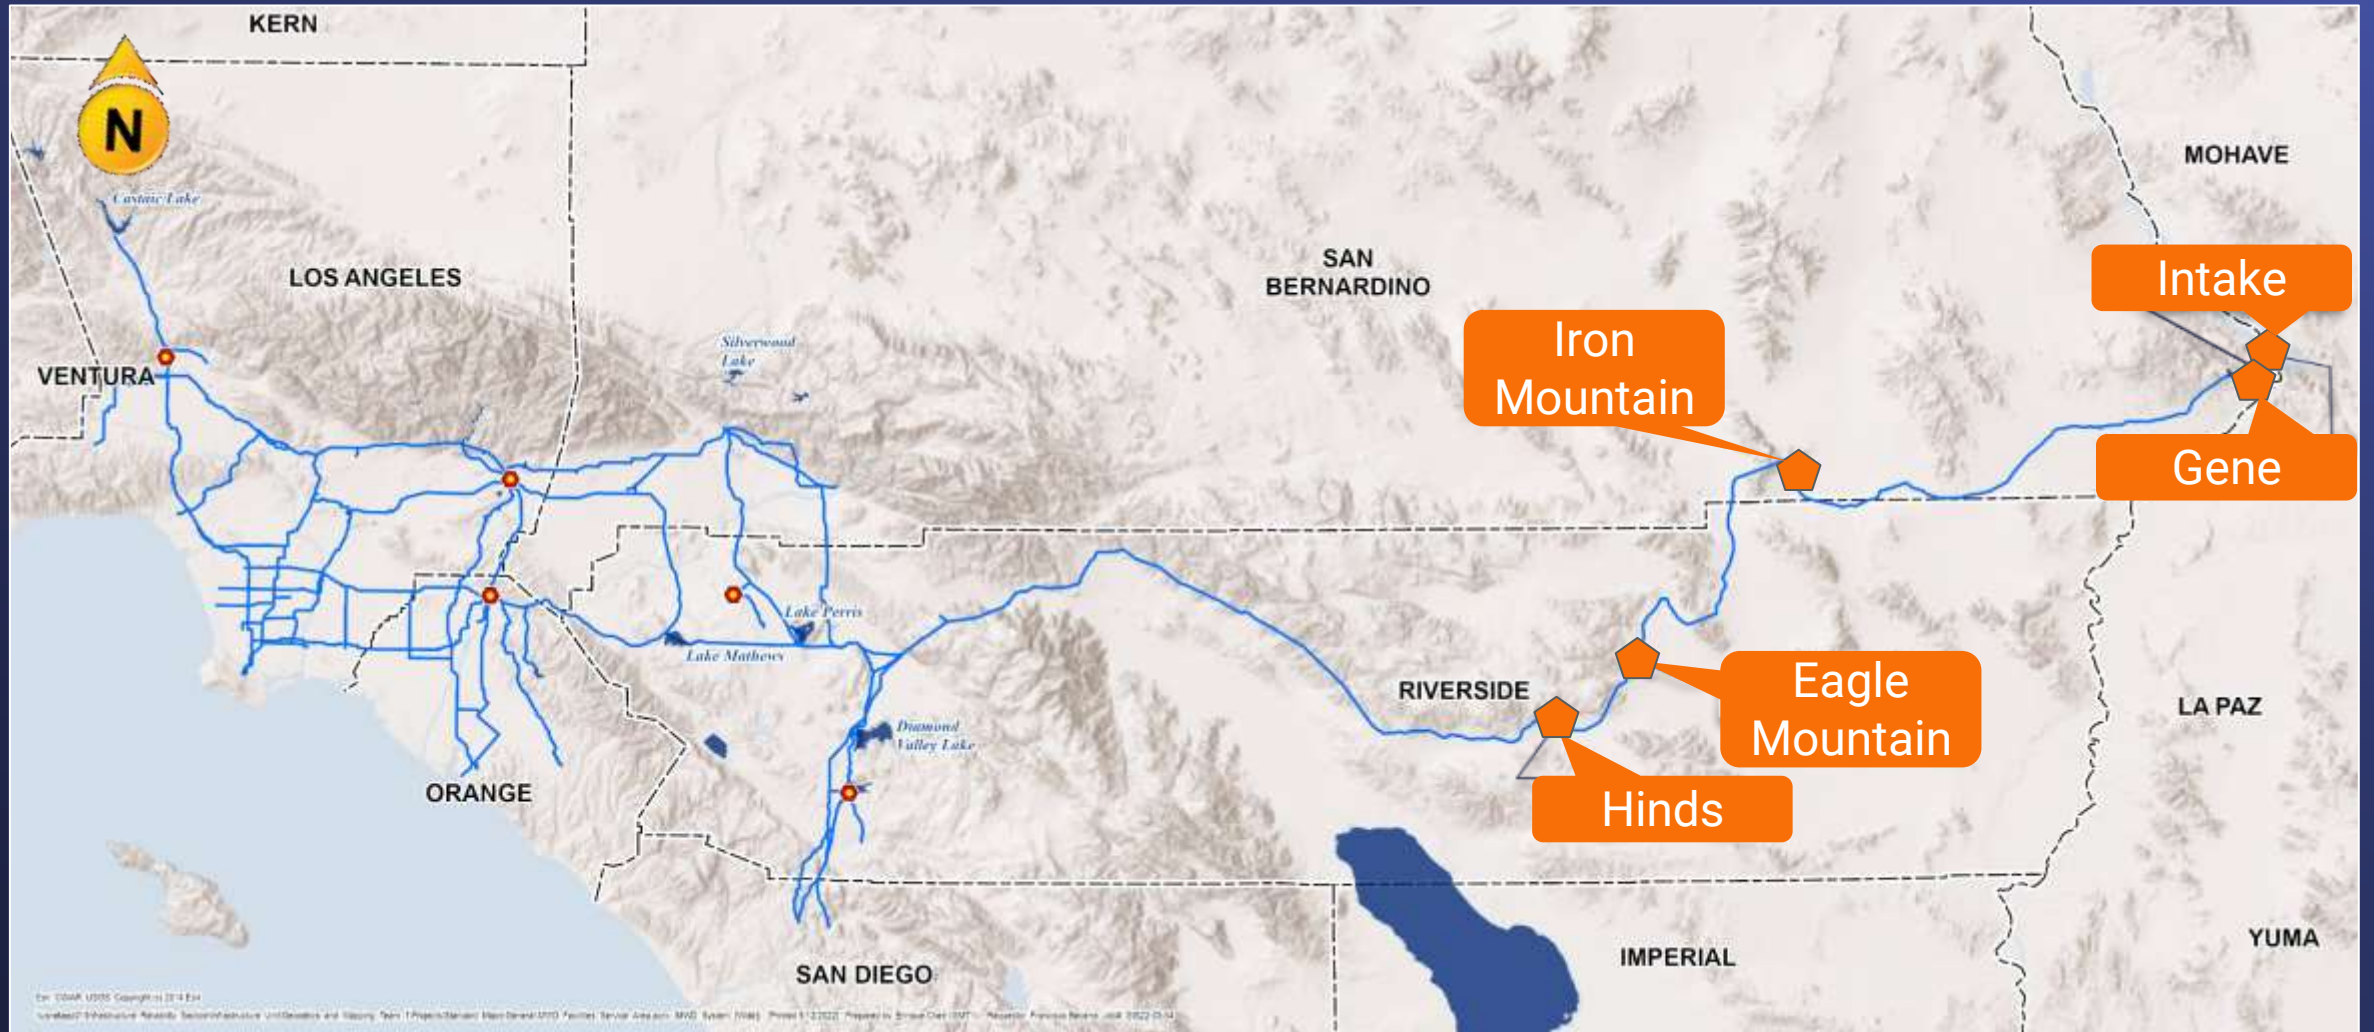 KERN
N
MOHAVE
Castaic Lake
LOS ANGELES
SAN
BERNARDINO
Intake
Iron
Mountain
Silverwood
Lake
VENTURA
Gene
Lake Perris
Lake Mathews
RIVERSIDE
Eagle
Mountain
LA PAZ
Diamond
Valley Lake
ORANGE
Hinds
YUMA
IMPERIAL
SAN DIEGO